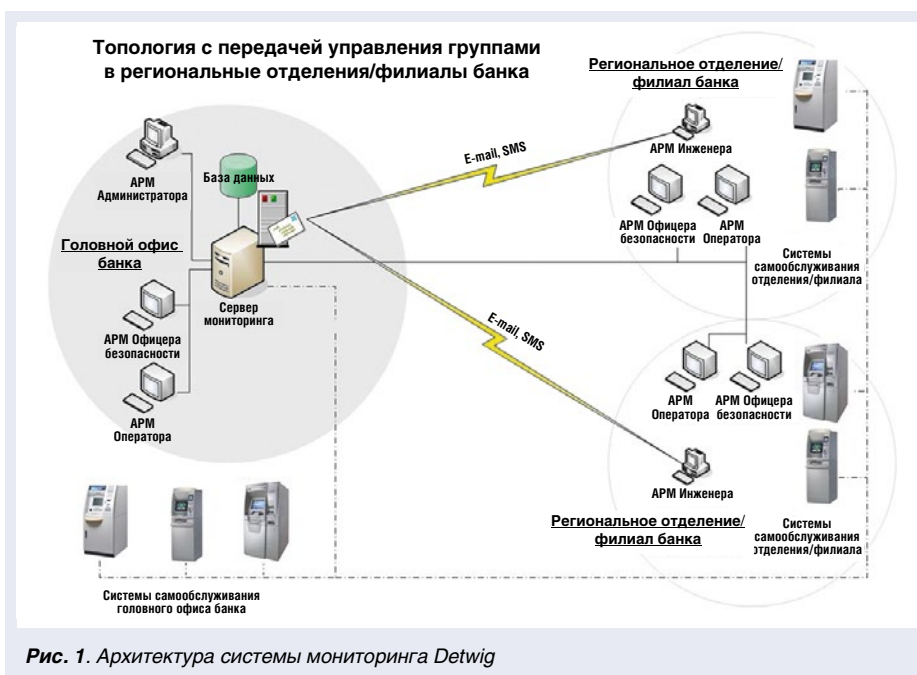 Топология с передачей управления группами
в региональные отделения/филиалы банка
Региональное отделение/
филиал банка
АРМ Инженера
E-mail, SMS
АРМ
Администратора
База данных
АРМ Офицера
безопасности
АРМ
Оператора
Головной офис
банка
Системы
самообслуживания
отделения/филиала
Сервер
мониторинга
E-mail, SMS
АРМ Офицера
безопасности
АРМ
Оператора
АРМ
Оператора
АРМ Офицера
безопасности
АРМ Инженера
Региональное отделение/
филиал банка
Системы
самообслуживания
отделения/филиала
Системы самообслуживания
головного офиса банка
Рис. 1. Архитектура системы мониторинга Detwig